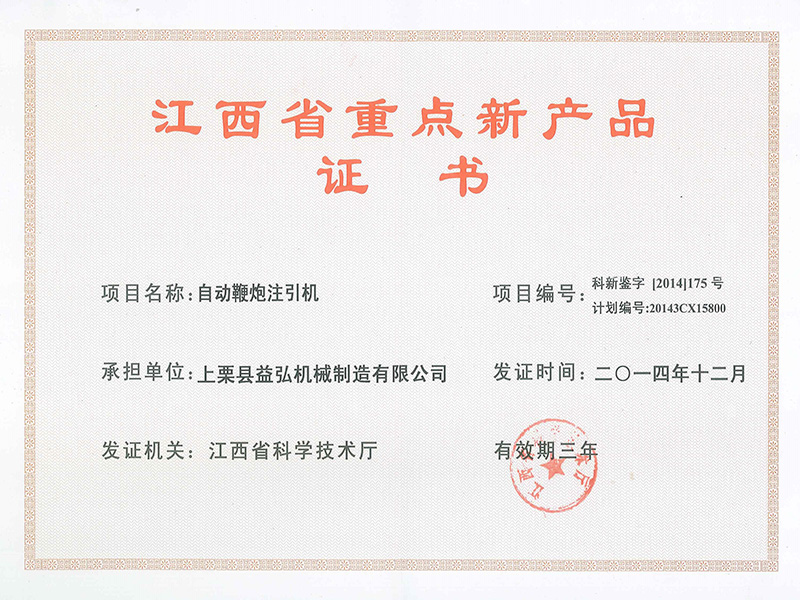 江西省重点新产品
证 书
项目名称:自动鞭炮注引机
项目编号:科新鉴字 [2014]175 号
计划编号:20143CX15800
承担单位:上栗县益弘机械制造有限公司
发证时间:二〇一四年十二月
发证机关:江西省科学技术厅
有效期三年